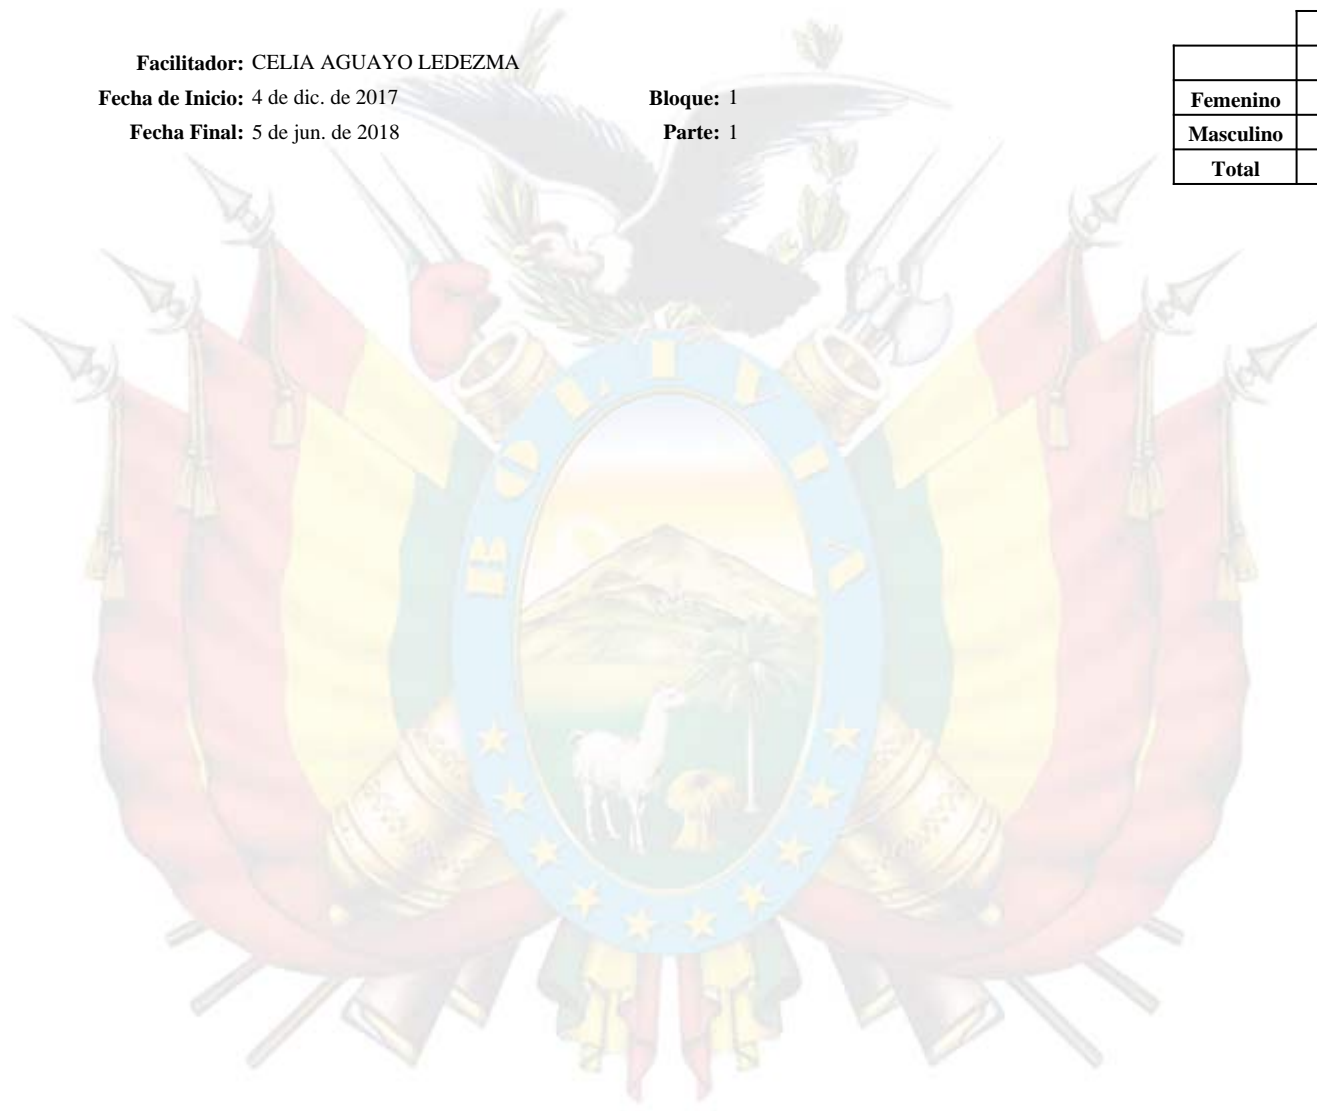 Facilitador: CELIA AGUAYO LEDEZMA
Fecha de Inicio: 4 de dic. de 2017 Bloque: 1
Fecha Final: 5 de jun. de 2018 Parte: 1
Femenino
Masculino
Total
BOLIVIA